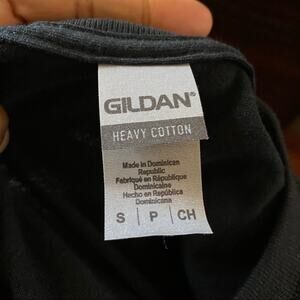 GILDAN®
HEAVY COTTON
Made in Dominican
Republic
Fabriqué en République
Dominicaine
Hecho en República
Dominicana
S | P | CH